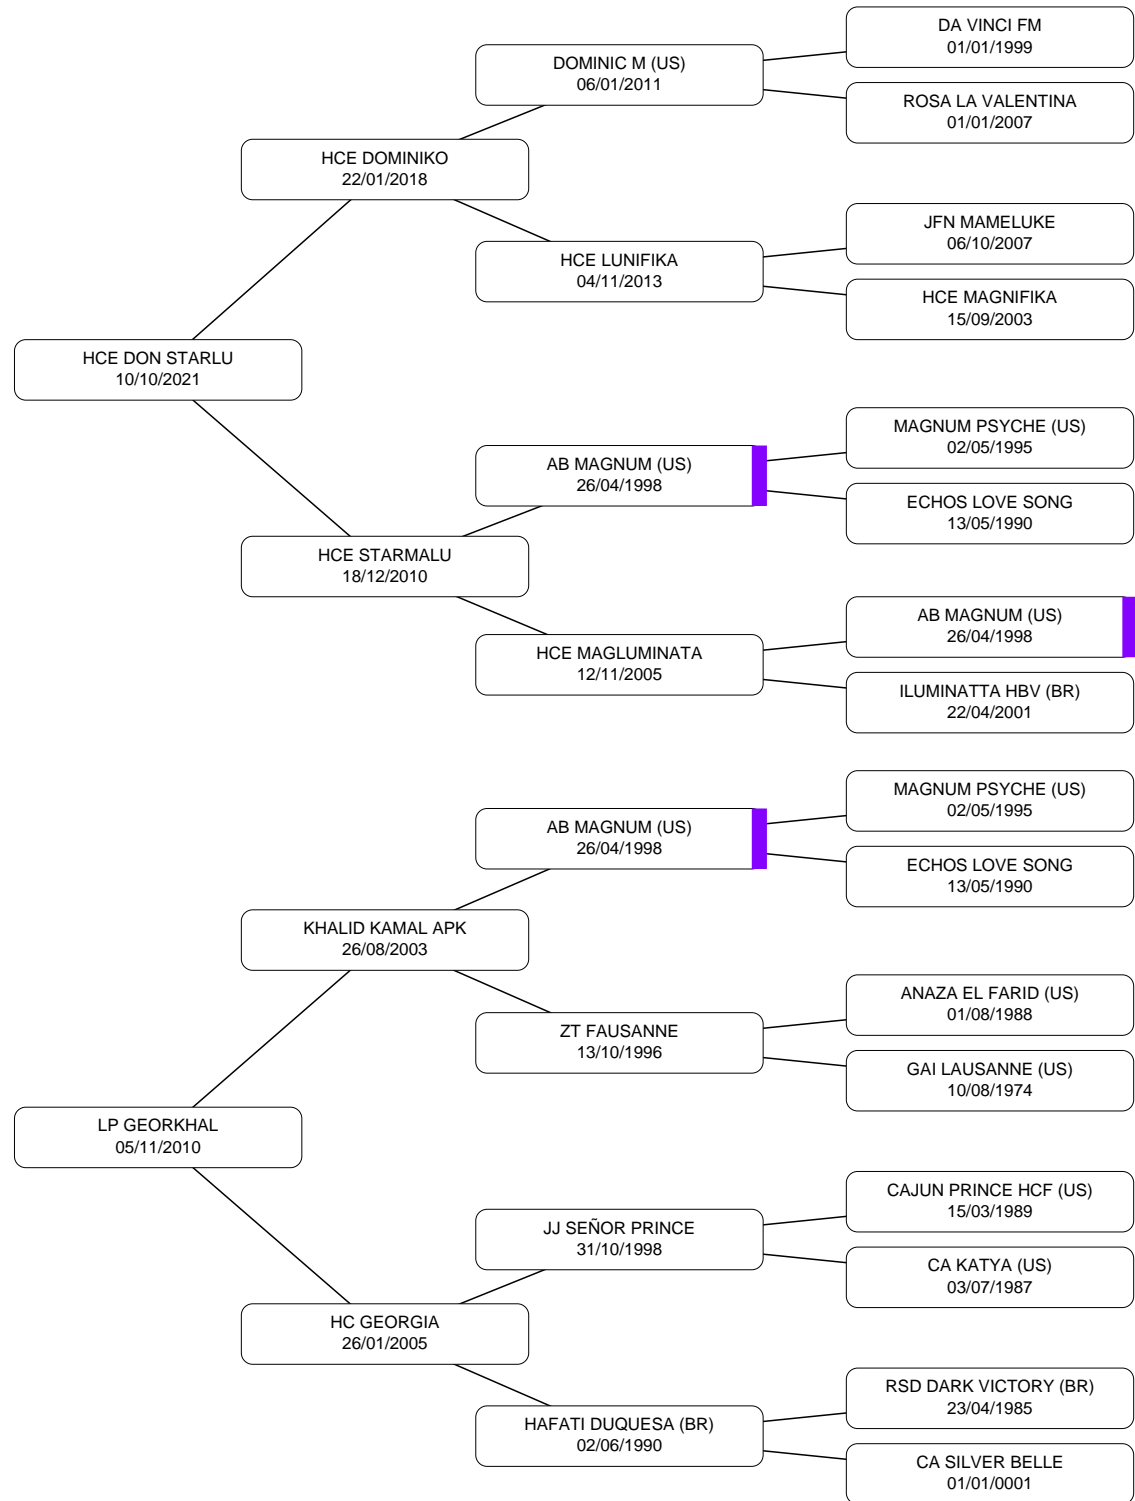 DA VINCI FM
01/01/1999
DOMINIC M (US)
06/01/2011
ROSA LA VALENTINA
01/01/2007
HCE DOMINIKO
22/01/2018
JFN MAMELUKE
06/10/2007
HCE LUNIFIKA
04/11/2013
HCE MAGNIFIKA
15/09/2003
HCE DON STARLU
10/10/2021
MAGNUM PSYCHE (US)
02/05/1995
AB MAGNUM (US)
26/04/1998
ECHOS LOVE SONG
13/05/1990
HCE STARMALU
18/12/2010
AB MAGNUM (US)
26/04/1998
HCE MAGLUMINATA
12/11/2005
ILUMINATTA HBV (BR)
22/04/2001
MAGNUM PSYCHE (US)
02/05/1995
AB MAGNUM (US)
26/04/1998
ECHOS LOVE SONG
13/05/1990
KHALID KAMAL APK
26/08/2003
ANAZA EL FARID (US)
01/08/1988
ZT FAUSANNE
13/10/1996
GAI LAUSANNE (US)
10/08/1974
LP GEORKHAL
05/11/2010
CAJUN PRINCE HCF (US)
15/03/1989
JJ SEÑOR PRINCE
31/10/1998
CA KATYA (US)
03/07/1987
HC GEORGIA
26/01/2005
RSD DARK VICTORY (BR)
23/04/1985
HAFATI DUQUESA (BR)
02/06/1990
CA SILVER BELLE
01/01/0001